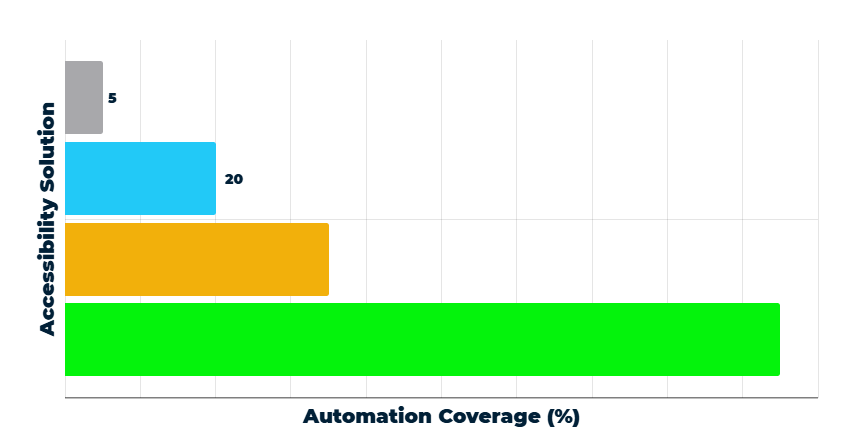 5
20
Accessibility Solution
Automation Coverage (%)